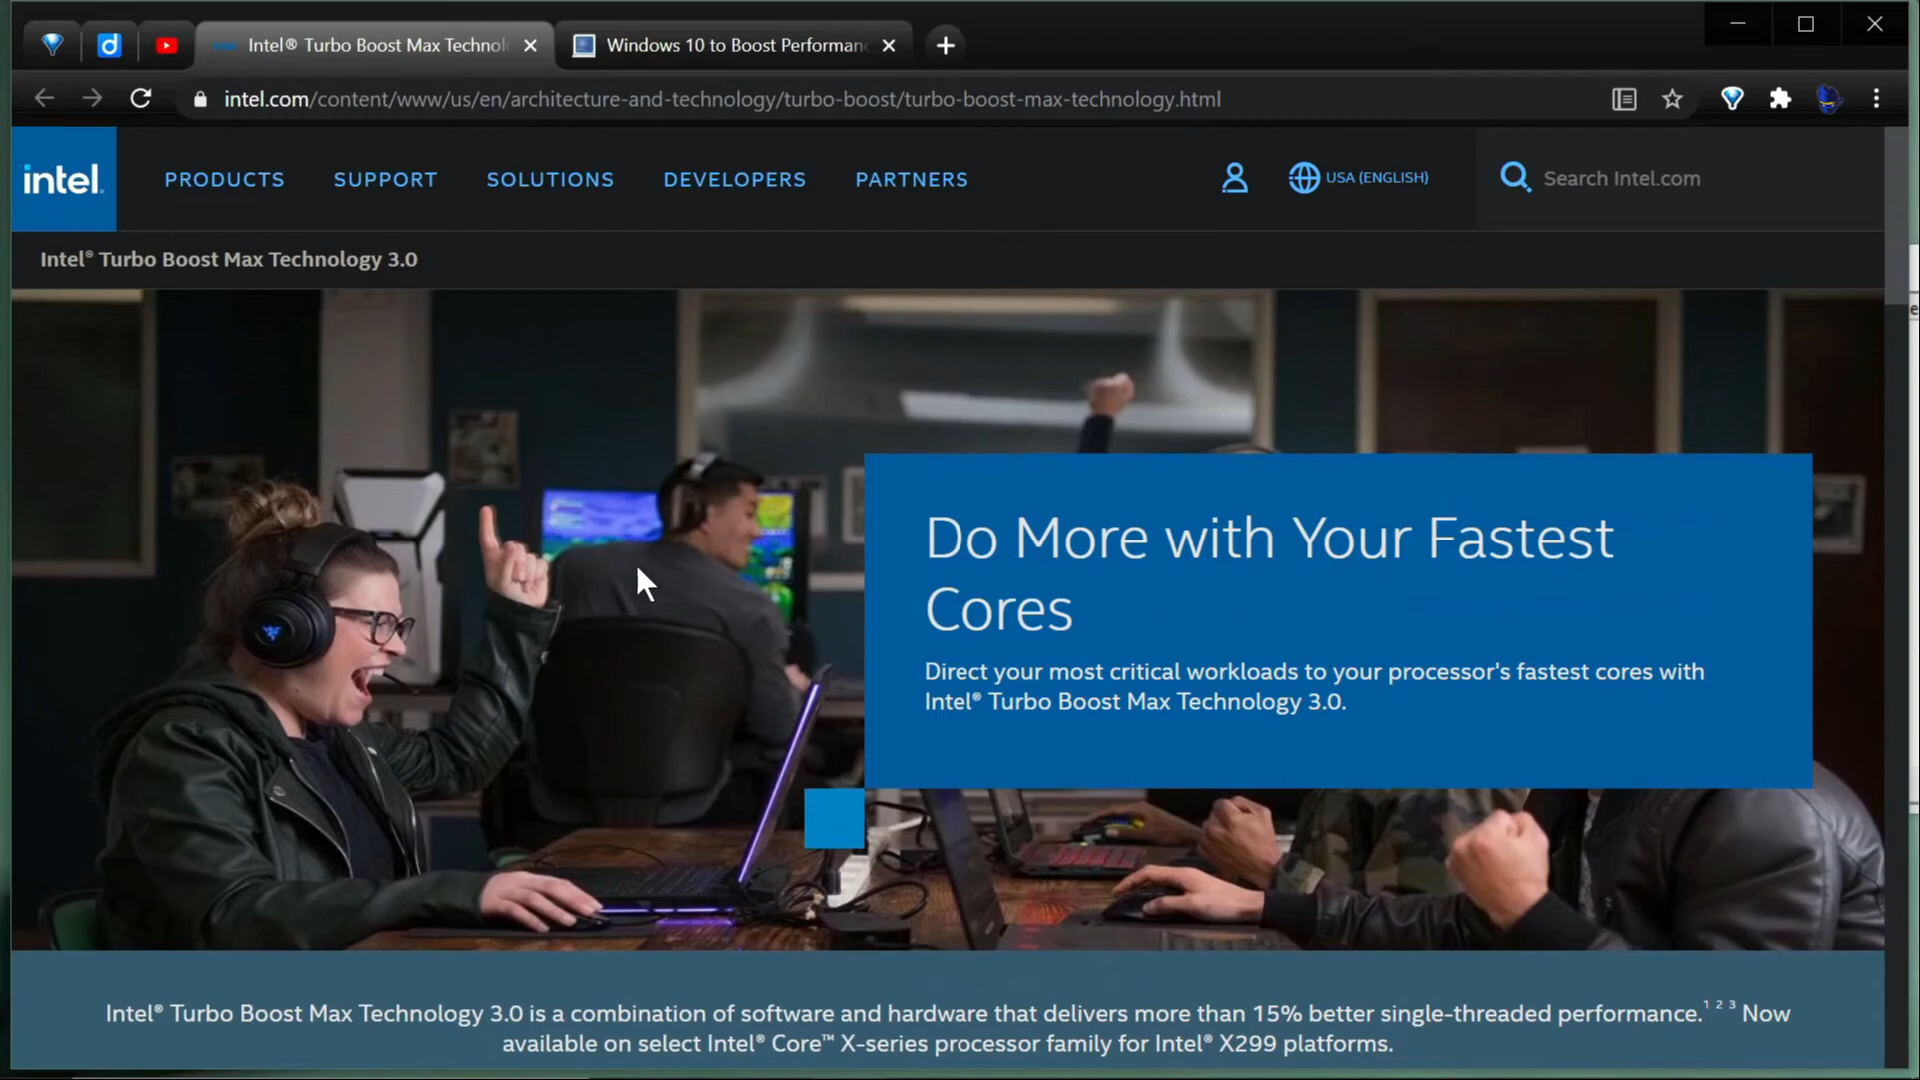 Intel® Turbo Boost Max Technol
Windows 10 to Boost Performan
intel.com/content/www/us/en/architecture-and-technology/turbo-boost/turbo-boost-max-technology.html
intel.
PRODUCTS
SUPPORT
SOLUTIONS
DEVELOPERS
PARTNERS
USA (ENGLISH)
Search Intel.com
Intel® Turbo Boost Max Technology 3.0
Do More with Your Fastest
Cores
Direct your most critical workloads to your processor's fastest cores with
Intel® Turbo Boost Max Technology 3.0.
Intel® Turbo Boost Max Technology 3.0 is a combination of software and hardware that delivers more than 15% better single-threaded performance.¹ ² ³ Now
available on select Intel® Core™ X-series processor family for Intel® X299 platforms.